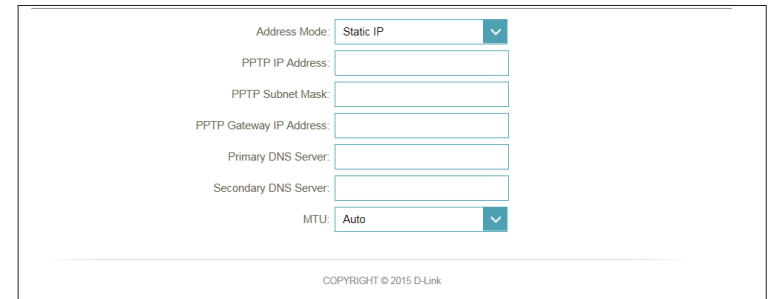 Address Mode: Static IP
PPTP IP Address:
PPTP Subnet Mask:
PPTP Gateway IP Address:
Primary DNS Server:
Secondary DNS Server:
MTU: Auto
COPYRIGHT © 2015 D-Link